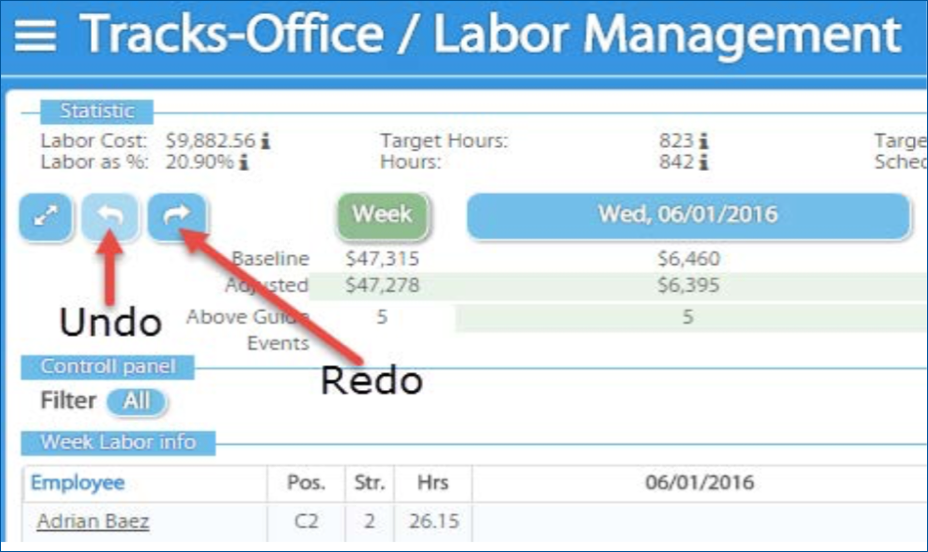 Tracks-Office / Labor Management
Statistic
Labor Cost: $9,882.56 Target Hours: 823 Targe
Labor as %: 20.90% Hours: 842 Sched
Week Wed, 06/01/2016
Baseline $47,315 $6,460
Adjusted $47,278 $6,395
Undo Above Guide 5 5
Events
Controll panel
Redo
Filter All
Week Labor info
Employee Pos. Str. Hrs 06/01/2016
Adrian Baez C2 2 26.15